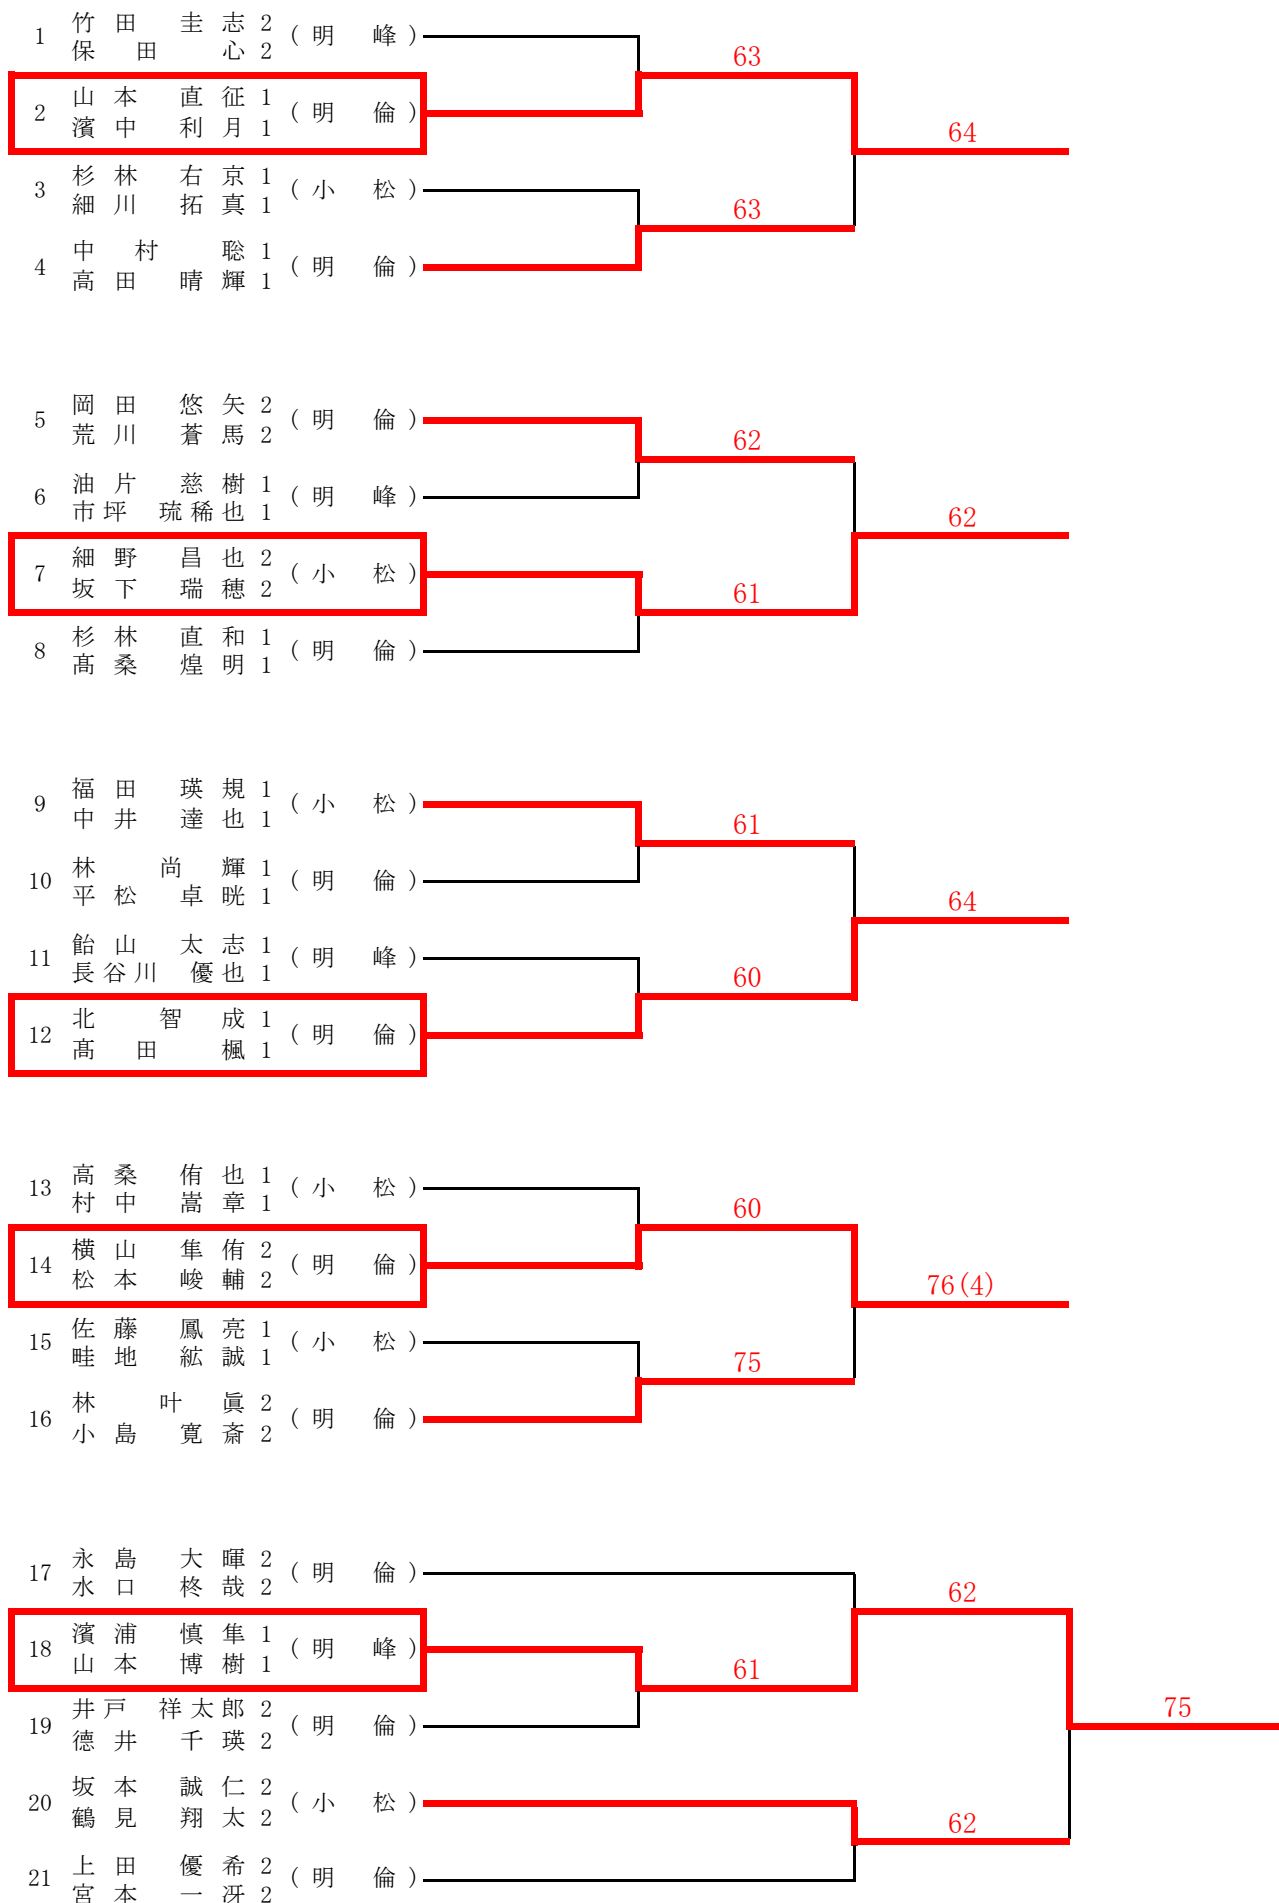 竹田 圭志 2
1 (明 峰)
保田 心 2
63
山本 直征 1
2 (明 倫)
濱中 利月 1
64
杉林 右京 1
3 (小 松)
細川 拓真 1
63
中村 聡 1
4 (明 倫)
高田 晴輝 1
岡田 悠矢 2
5 (明 倫)
荒川 蒼馬 2
62
油片 慈樹 1
6 (明 峰)
市坪 琉稀也 1
62
細野 昌也 2
7 (小 松)
坂下 瑞穂 2
61
杉林 直和 1
8 (明 倫)
髙桑 煌明 1
福田 瑛規 1
9 (小 松)
中井 達也 1
61
林 尚輝 1
10 (明 倫)
平松 卓晄 1
64
飴山 太志 1
11 (明 峰)
長谷川 優也 1
60
北 智成 1
12 (明 倫)
髙田 楓 1
高桑 侑也 1
13 (小 松)
村中 嵩章 1
60
横山 隼侑 2
14 (明 倫)
松本 峻輔 2
76(4)
佐藤 鳳亮 1
15 (小 松)
畦地 紘誠 1
75
林 叶眞 2
16 (明 倫)
小島 寛斎 2
永島 大暉 2
17 (明 倫)
水口 柊哉 2
62
濱浦 慎隼 1
18 (明 峰)
山本 博樹 1
61
井戸 祥太郎 2
19 (明 倫)
德井 千瑛 2
75
坂本 誠仁 2
20 (小 松)
鶴見 翔太 2
62
上田 優希 2
21 (明 倫)
宮本 一冴 2